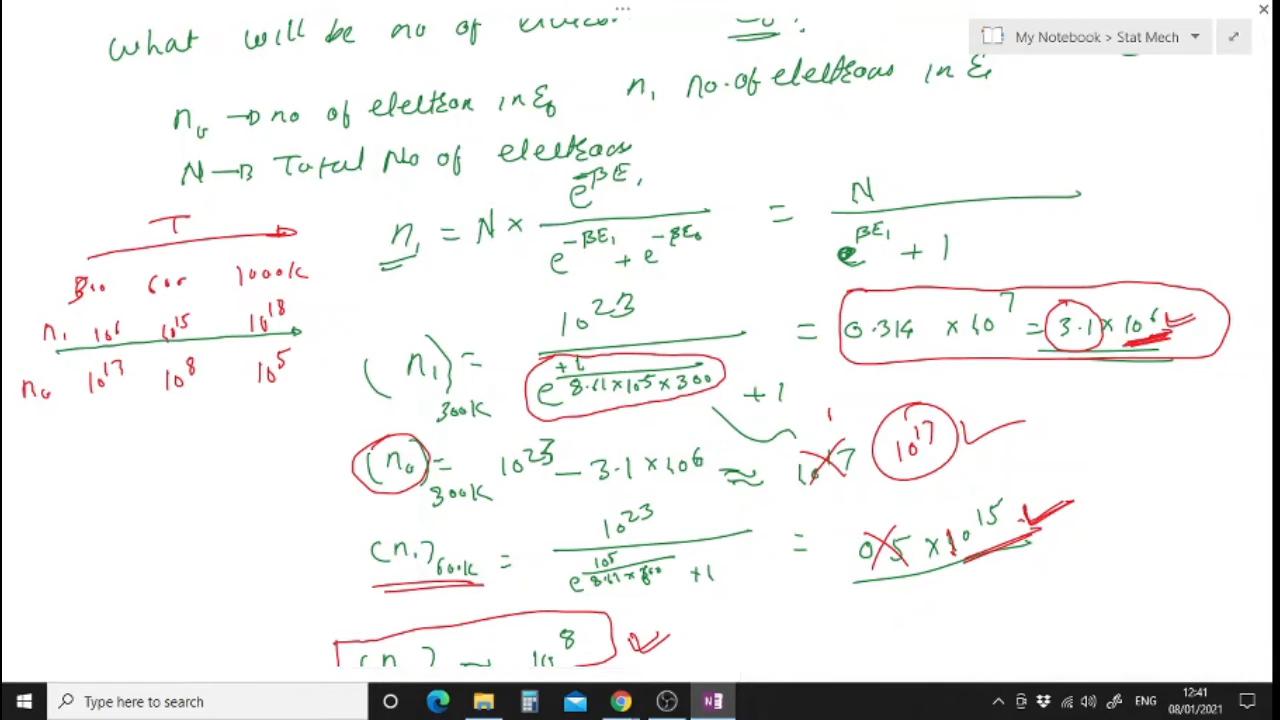 What will be no of
My Notebook > Stat Mech
n₀ → no of electron in ε₀   n₁ no. of electrons in ε₁
N → Total No of electrons
n₁ = N × e^(-βE₁) / (e^(-βE₁) + e^(-βE₀)) = N / (e^(βE₁) + 1)
T
300 600 1000K
n₁ 10⁶ 10¹⁵ 10¹⁸
n₀ 10¹⁷ 10⁸ 10⁵
(n₁)300K = 10²³ / (e^(+1 / 8.61×10⁵×300) + 1) = 0.314 × 10⁷ = 3.1 × 10⁶
(n₀)300K = 10²³ - 3.1 × 10⁶ ≈ 10¹⁷ 10¹⁷
(n₁)600K = 10²³ / (e^(10⁵ / 8.61×600) + 1) = 0.5 × 10¹⁵
10⁸
Type here to search
ENG
12:41
08/01/2021